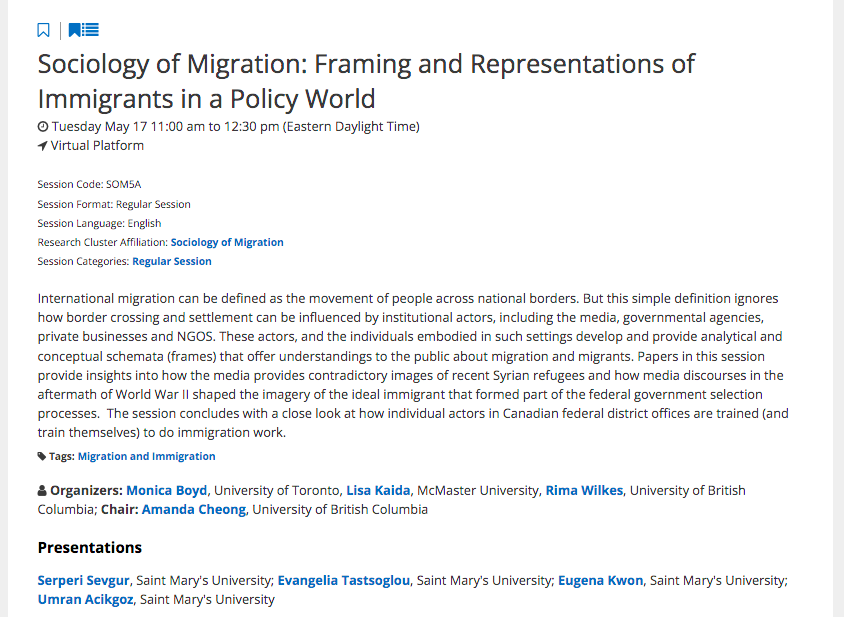 Sociology of Migration: Framing and Representations of
Immigrants in a Policy World
Tuesday May 17 11:00 am to 12:30 pm (Eastern Daylight Time)
Virtual Platform
Session Code: SOM5A
Session Format: Regular Session
Session Language: English
Research Cluster Affiliation: Sociology of Migration
Session Categories: Regular Session
International migration can be defined as the movement of people across national borders. But this simple definition ignores
how border crossing and settlement can be influenced by institutional actors, including the media, governmental agencies,
private businesses and NGOS. These actors, and the individuals embodied in such settings develop and provide analytical and
conceptual schemata (frames) that offer understandings to the public about migration and migrants. Papers in this session
provide insights into how the media provides contradictory images of recent Syrian refugees and how media discourses in the
aftermath of World War II shaped the imagery of the ideal immigrant that formed part of the federal government selection
processes.  The session concludes with a close look at how individual actors in Canadian federal district offices are trained (and
train themselves) to do immigration work.
Tags: Migration and Immigration
Organizers: Monica Boyd, University of Toronto, Lisa Kaida, McMaster University, Rima Wilkes, University of British
Columbia; Chair: Amanda Cheong, University of British Columbia
Presentations
Serperi Sevgur, Saint Mary's University; Evangelia Tastsoglou, Saint Mary's University; Eugena Kwon, Saint Mary's University;
Umran Acikgoz, Saint Mary's University